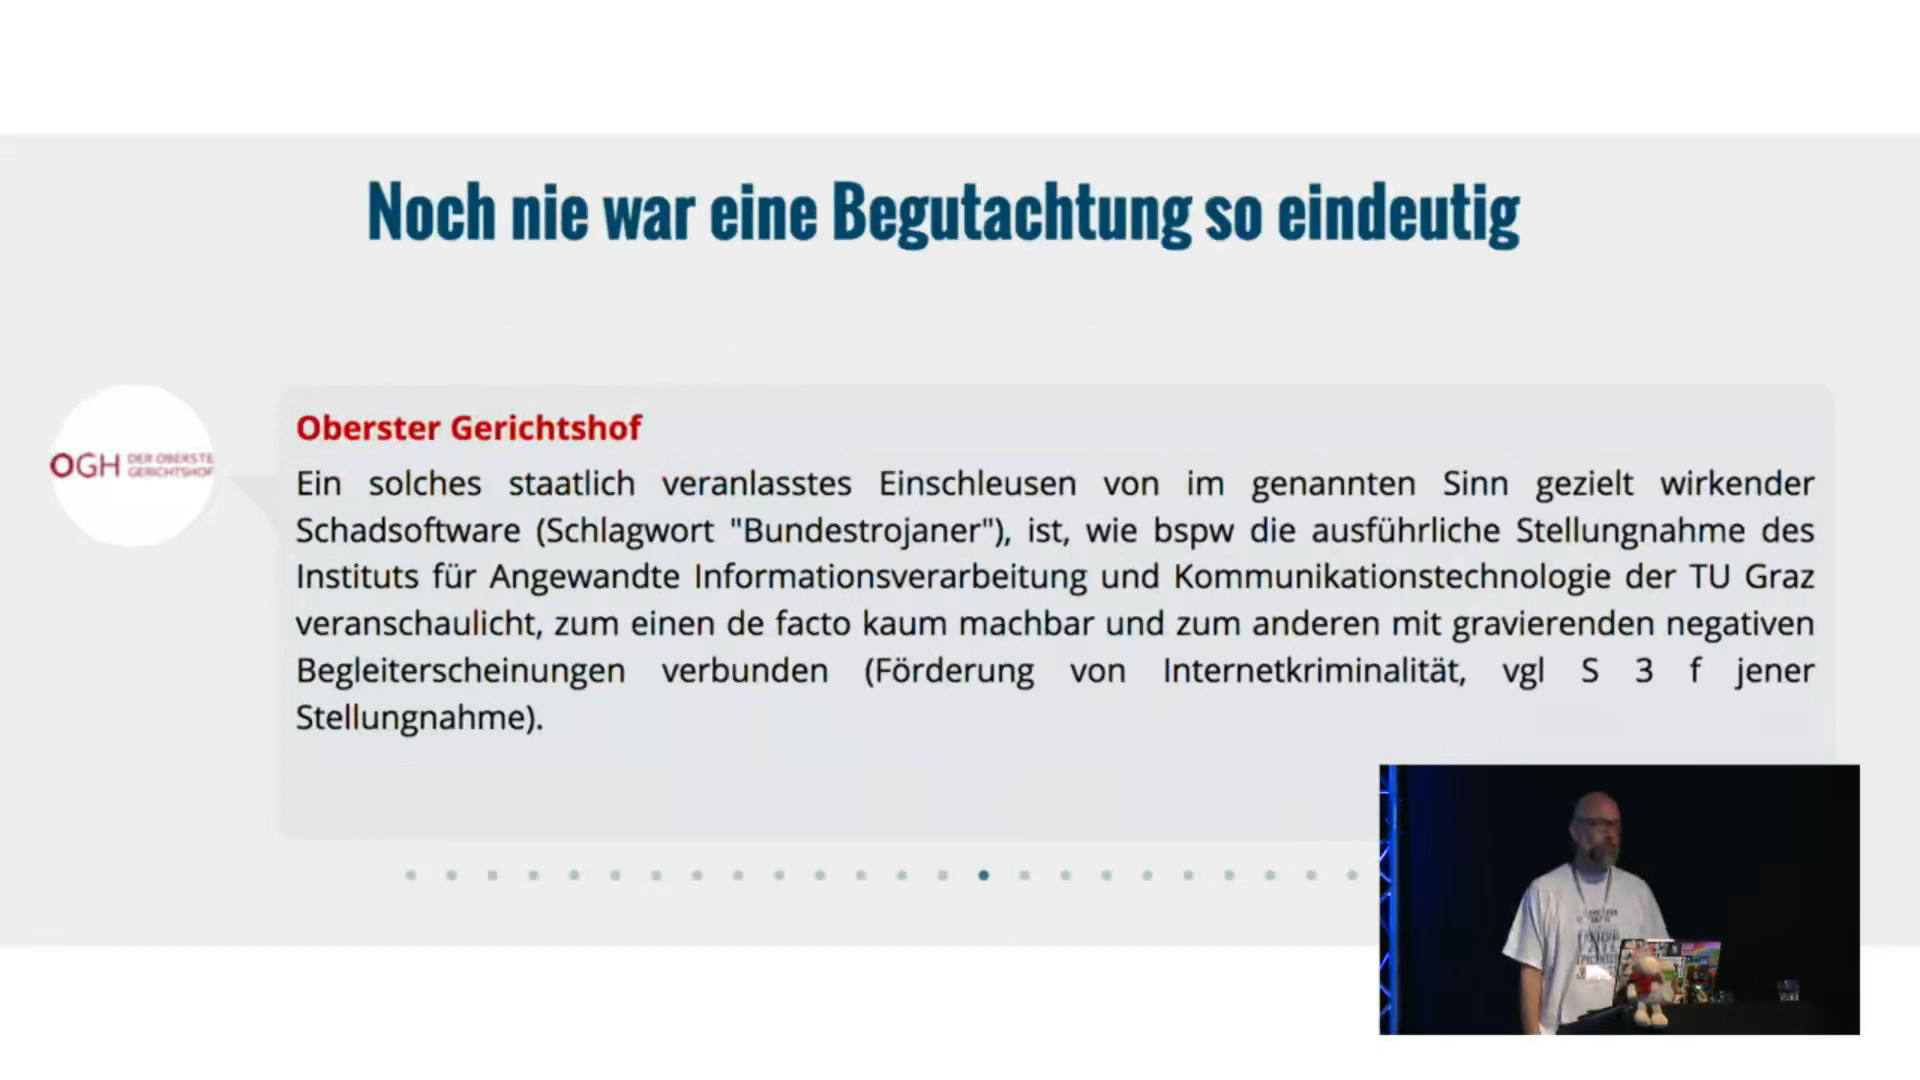 Noch nie war eine Begutachtung so eindeutig
OGH DER OBERSTE
GERICHTSHOF
Oberster Gerichtshof
Ein solches staatlich veranlasstes Einschleusen von im genannten Sinn gezielt wirkender
Schadsoftware (Schlagwort "Bundestrojaner"), ist, wie bspw die ausführliche Stellungnahme des
Instituts für Angewandte Informationsverarbeitung und Kommunikationstechnologie der TU Graz
veranschaulicht, zum einen de facto kaum machbar und zum anderen mit gravierenden negativen
Begleiterscheinungen verbunden (Förderung von Internetkriminalität, vgl S 3 f jener
Stellungnahme).